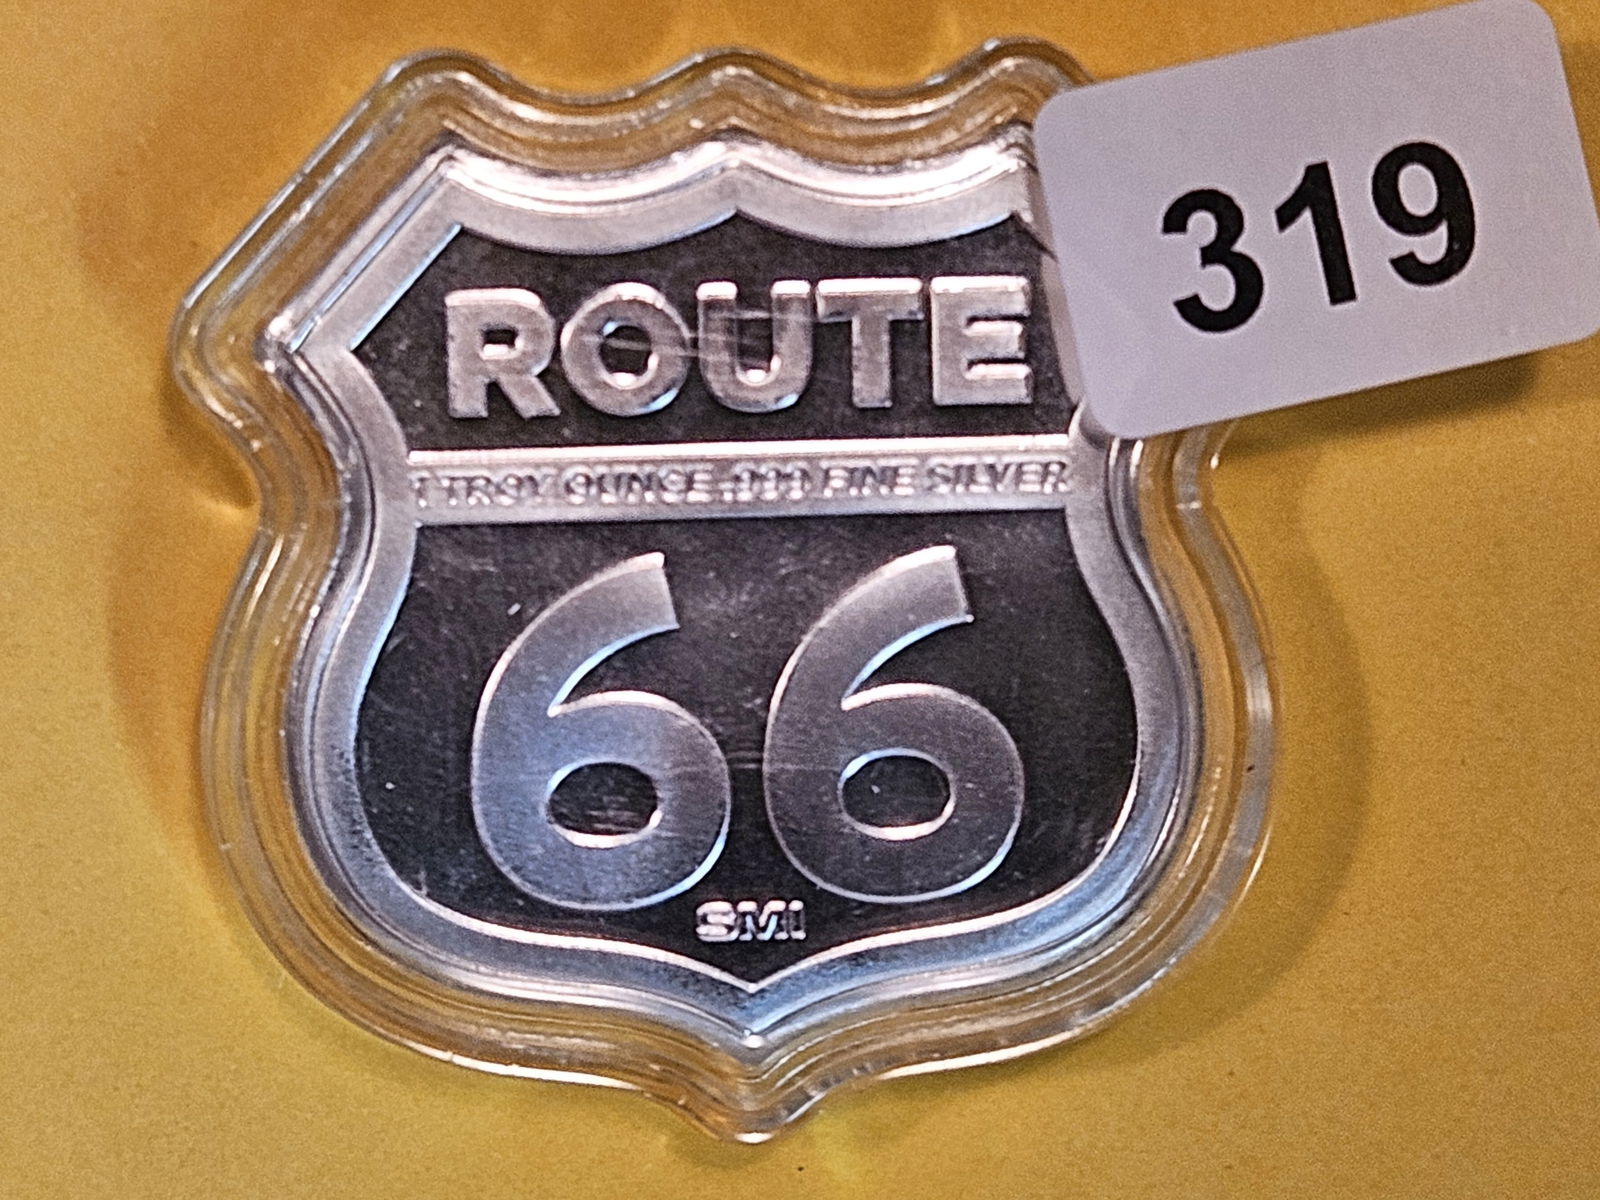 319
ROUTE
1 TROY OUNCE .999 FINE SILVER
66
SMI